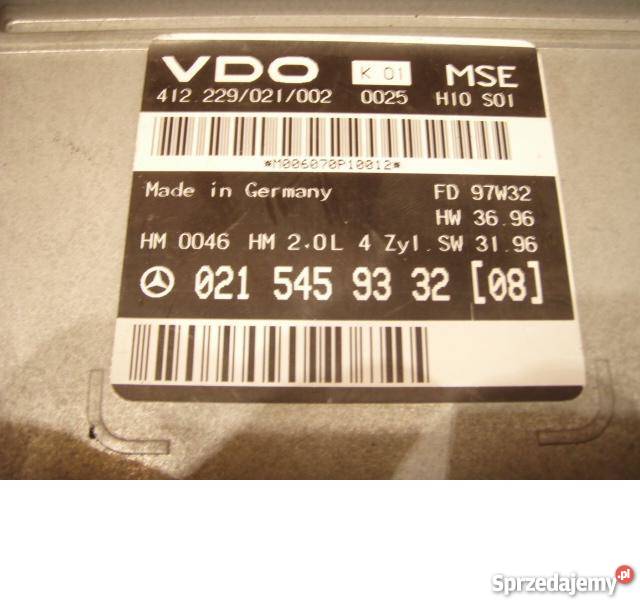 VDO K 01 MSE
412.229/021/002 0025 H10 S01
*M006070P10012*
Made in Germany FD 97W32
HW 36.96
HM 0046 HM 2.0L 4 Zyl. SW 31.96
021 545 93 32 [08]
Sprzedajemy.pl